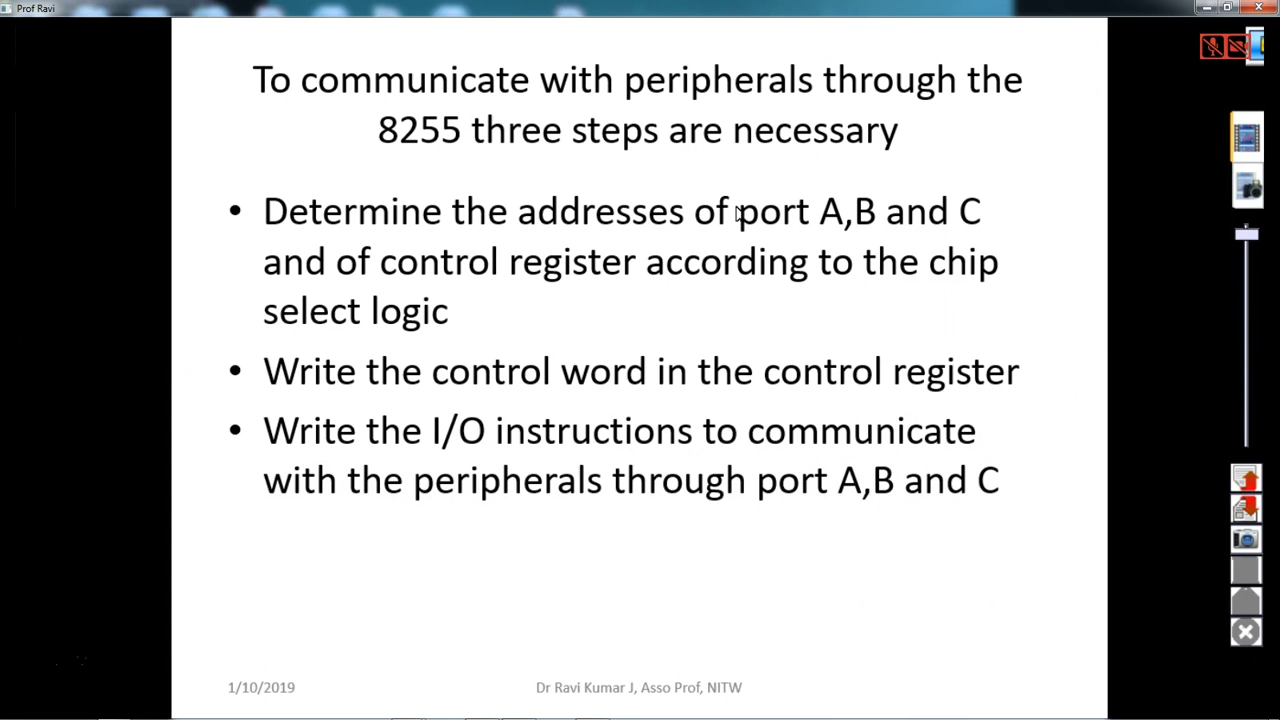 Prof Ravi
To communicate with peripherals through the
8255 three steps are necessary
• Determine the addresses of port A,B and C
and of control register according to the chip
select logic
• Write the control word in the control register
• Write the I/O instructions to communicate
with the peripherals through port A,B and C
1/10/2019
Dr Ravi Kumar J, Asso Prof, NITW